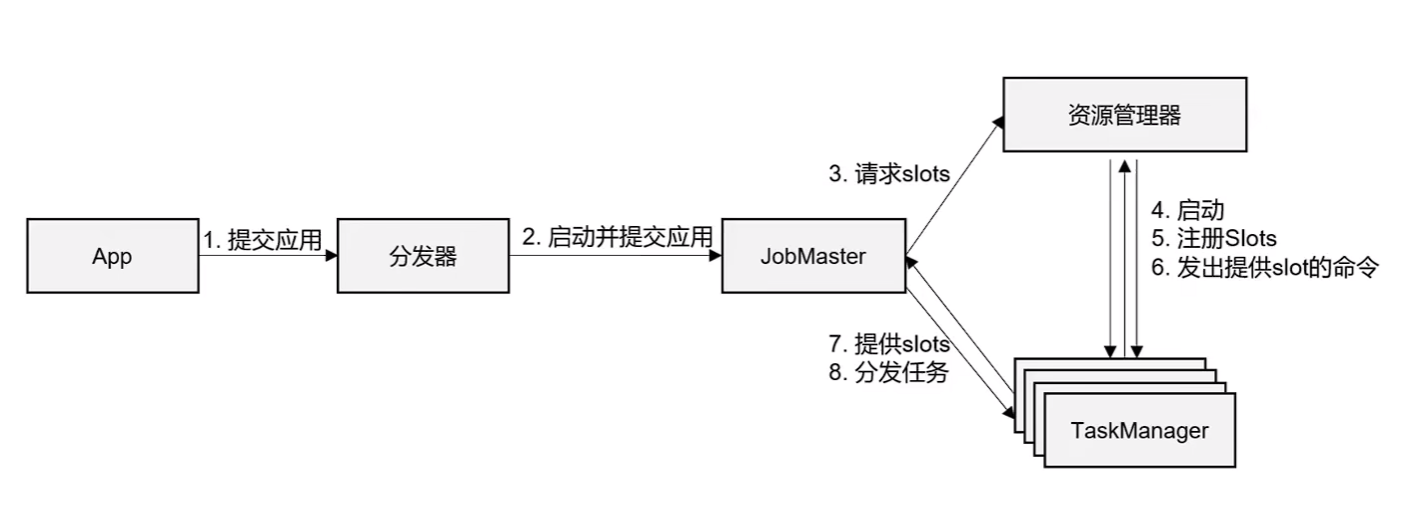 App
1. 提交应用
分发器
2. 启动并提交应用
JobMaster
3. 请求slots
资源管理器
4. 启动
5. 注册Slots
6. 发出提供slot的命令
7. 提供slots
8. 分发任务
TaskManager